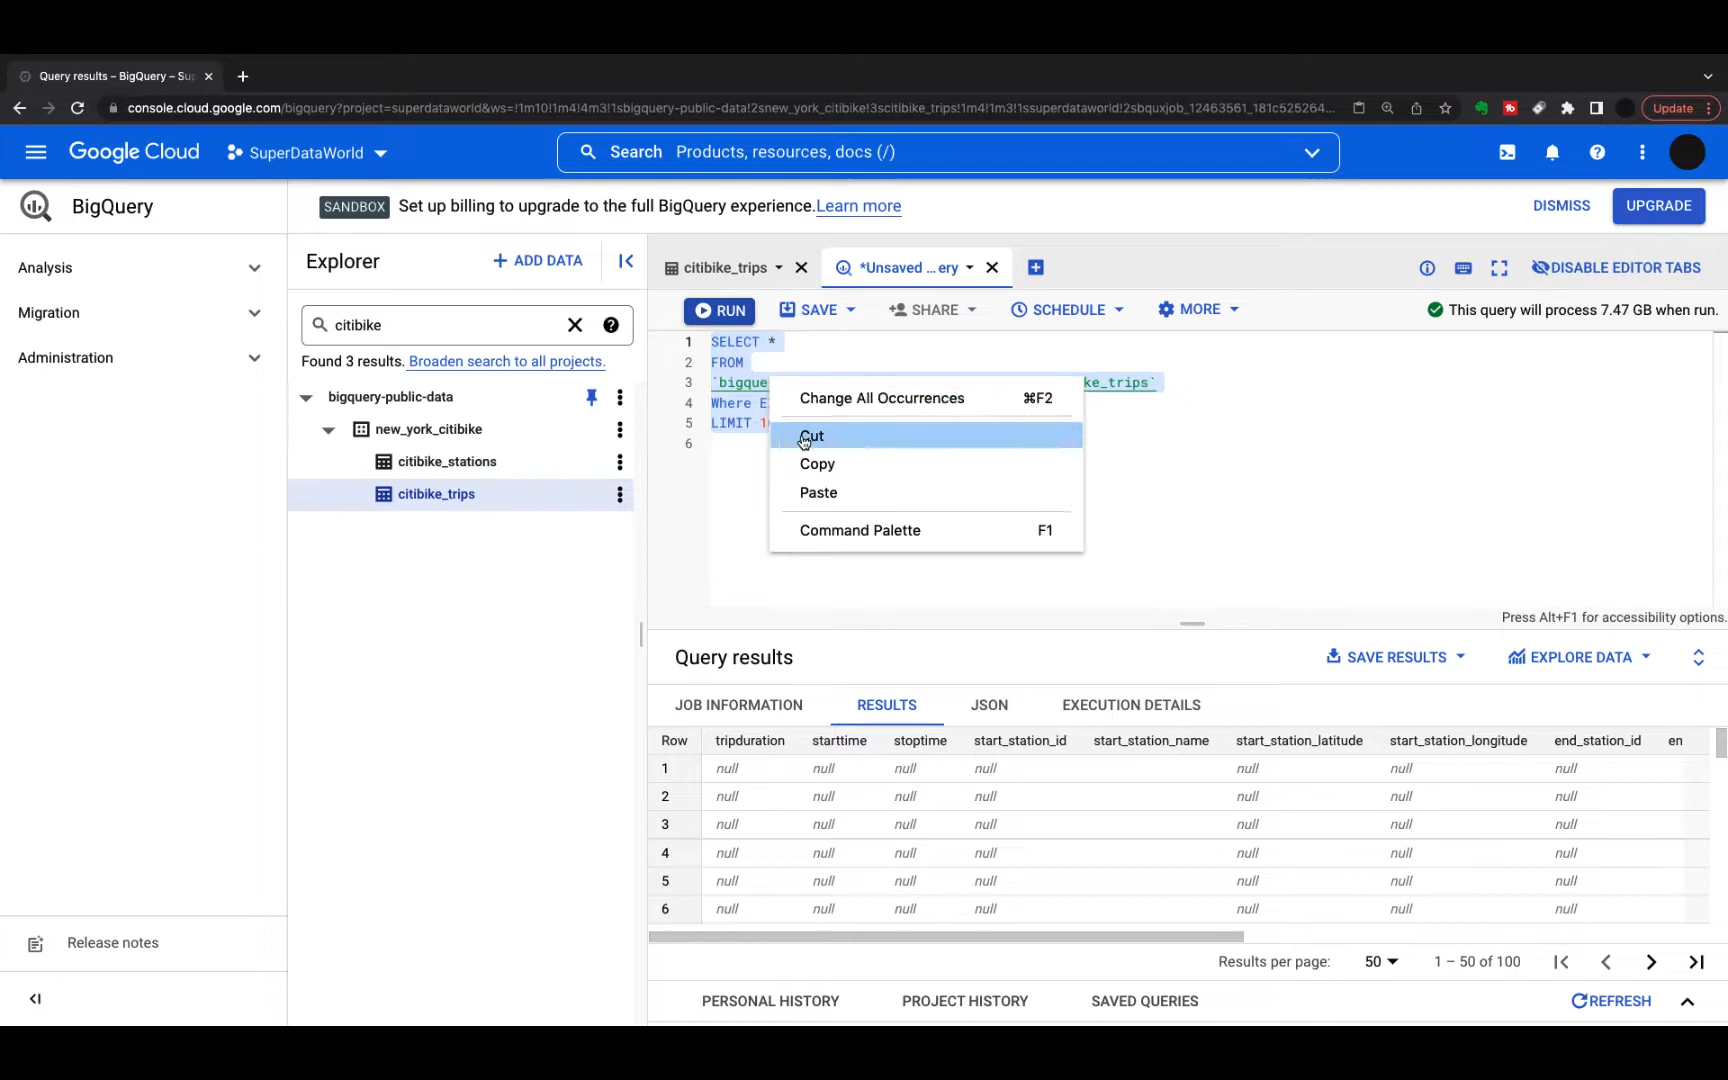 Query results – BigQuery – Sup
console.cloud.google.com/bigquery?project=superdataworld&ws=!1m10!1m4!4m3!1sbigquery-public-data!2snew_york_citibike!3scitibike_trips!1m4!1m3!1ssuperdataworld!2sbquxjob_12463561_181c525264...
Update
Google Cloud
SuperDataWorld
Search Products, resources, docs (/)
BigQuery
SANDBOX Set up billing to upgrade to the full BigQuery experience. Learn more
DISMISS
UPGRADE
Analysis
Migration
Administration
Release notes
Explorer
+ ADD DATA
citibike
Found 3 results. Broaden search to all projects.
bigquery-public-data
new_york_citibike
citibike_stations
citibike_trips
citibike_trips
*Unsaved ...ery
DISABLE EDITOR TABS
RUN
SAVE
SHARE
SCHEDULE
MORE
This query will process 7.47 GB when run.
1 SELECT *
2 FROM
3 `bigque ke_trips`
4 Where E
5 LIMIT 1
6
Change All Occurrences ⌘F2
Cut
Copy
Paste
Command Palette F1
Press Alt+F1 for accessibility options.
Query results
SAVE RESULTS
EXPLORE DATA
JOB INFORMATION RESULTS JSON EXECUTION DETAILS
Row tripduration starttime stoptime start_station_id start_station_name start_station_latitude start_station_longitude end_station_id en
1 null null null null null null null
2 null null null null null null null
3 null null null null null null null
4 null null null null null null null
5 null null null null null null null
6 null null null null null null null
Results per page: 50 1 – 50 of 100
PERSONAL HISTORY PROJECT HISTORY SAVED QUERIES
REFRESH